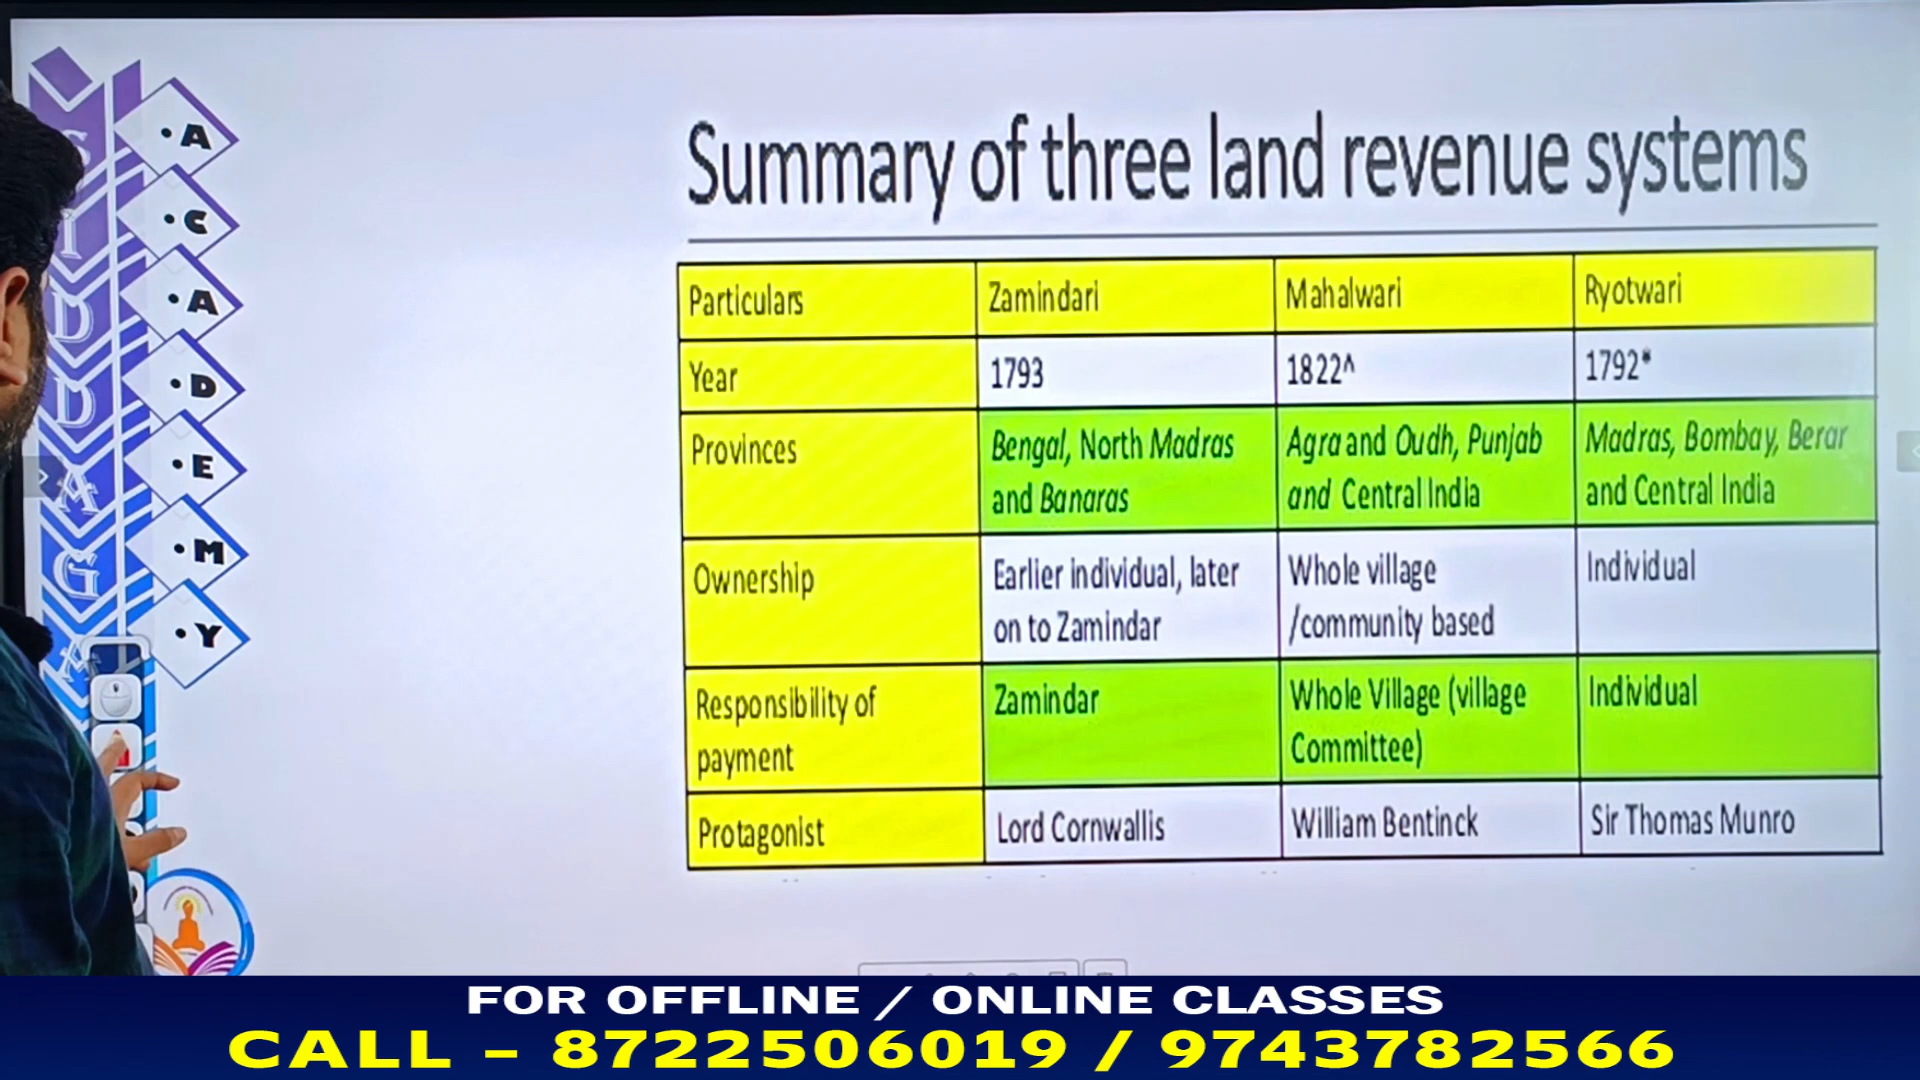 S
I
D
D
A
G
A
• A
• C
• A
• D
• E
• M
• Y
Summary of three land revenue systems
Particulars Zamindari Mahalwari Ryotwari
Year 1793 1822^ 1792*
Provinces Bengal, North Madras and Banaras Agra and Oudh, Punjab and Central India Madras, Bombay, Berar and Central India
Ownership Earlier individual, later on to Zamindar Whole village /community based Individual
Responsibility of payment Zamindar Whole Village (village Committee) Individual
Protagonist Lord Cornwallis William Bentinck Sir Thomas Munro
FOR OFFLINE / ONLINE CLASSES
CALL – 8722506019 / 9743782566